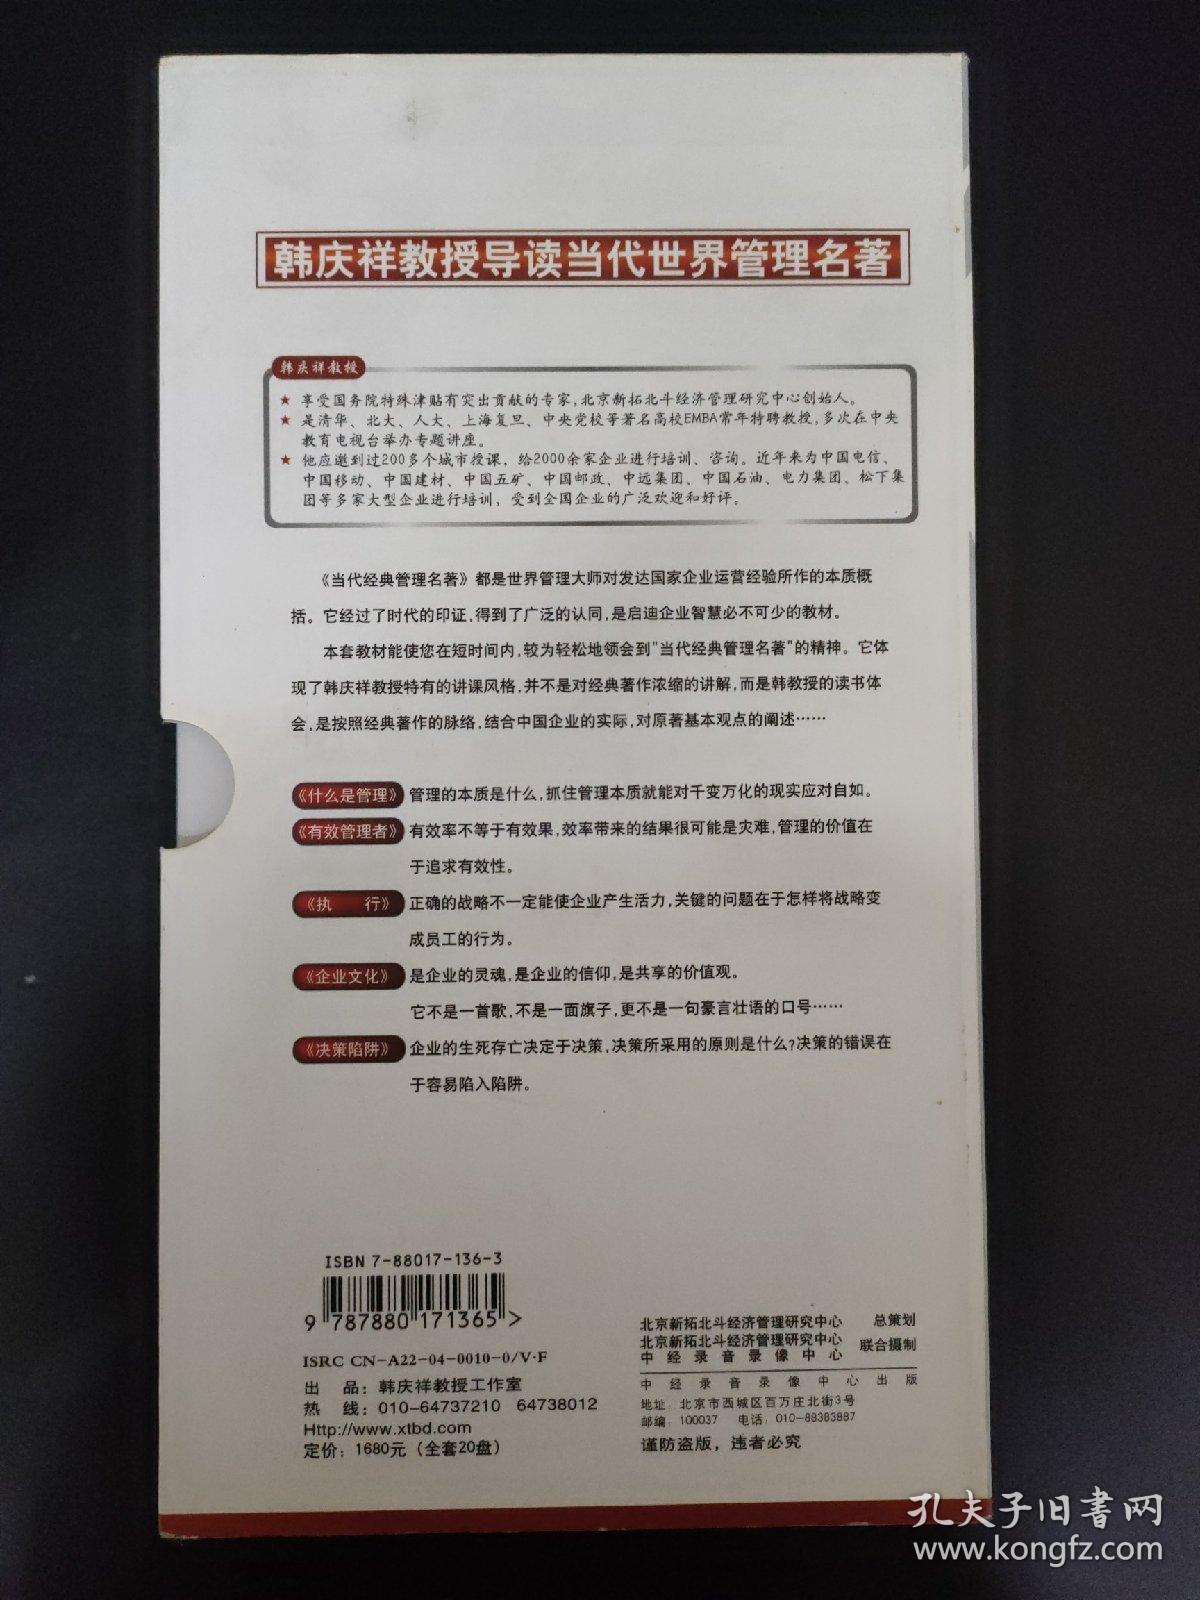 韩庆祥教授导读当代世界管理名著
韩庆祥教授
★ 享受国务院特殊津贴有突出贡献的专家,北京新拓北斗经济管理研究中心创始人。
★ 是清华、北大、人大、上海复旦、中央党校等著名高校EMBA常年特聘教授,多次在中央
教育电视台举办专题讲座。
★ 他应邀到过200多个城市授课,给2000余家企业进行培训、咨询。近年来为中国电信、
中国移动、中国建材、中国五矿、中国邮政、中远集团、中国石油、电力集团、松下集
团等多家大型企业进行培训,受到全国企业的广泛欢迎和好评。
《当代经典管理名著》都是世界管理大师对发达国家企业运营经验所作的本质概
括。它经过了时代的印证,得到了广泛的认同,是启迪企业智慧必不可少的教材。
本套教材能使您在短时间内,较为轻松地领会到"当代经典管理名著"的精神。它体
现了韩庆祥教授特有的讲课风格,并不是对经典著作浓缩的讲解,而是韩教授的读书体
会,是按照经典著作的脉络,结合中国企业的实际,对原著基本观点的阐述……
《什么是管理》 管理的本质是什么,抓住管理本质就能对千变万化的现实应对自如。
《有效管理者》 有效率不等于有效果,效率带来的结果很可能是灾难,管理的价值在
于追求有效性。
《执 行》 正确的战略不一定能使企业产生活力,关键的问题在于怎样将战略变
成员工的行为。
《企业文化》 是企业的灵魂,是企业的信仰,是共享的价值观。
它不是一首歌,不是一面旗子,更不是一句豪言壮语的口号……
《决策陷阱》 企业的生死存亡决定于决策,决策所采用的原则是什么?决策的错误在
于容易陷入陷阱。
ISBN 7-88017-136-3
9 787880 171365 >
ISRC CN-A22-04-0010-0/V·F
出 品: 韩庆祥教授工作室
热 线: 010-64737210 64738012
Http://www.xtbd.com
定价: 1680元（全套20盘）
北京新拓北斗经济管理研究中心 总策划
北京新拓北斗经济管理研究中心
中经录音录像中心 联合摄制
中经录音录像中心出版
地址: 北京市西城区百万庄北街3号
邮编: 100037 电话: 010-88383887
谨防盗版，违者必究
孔夫子旧书网
www.kongfz.com